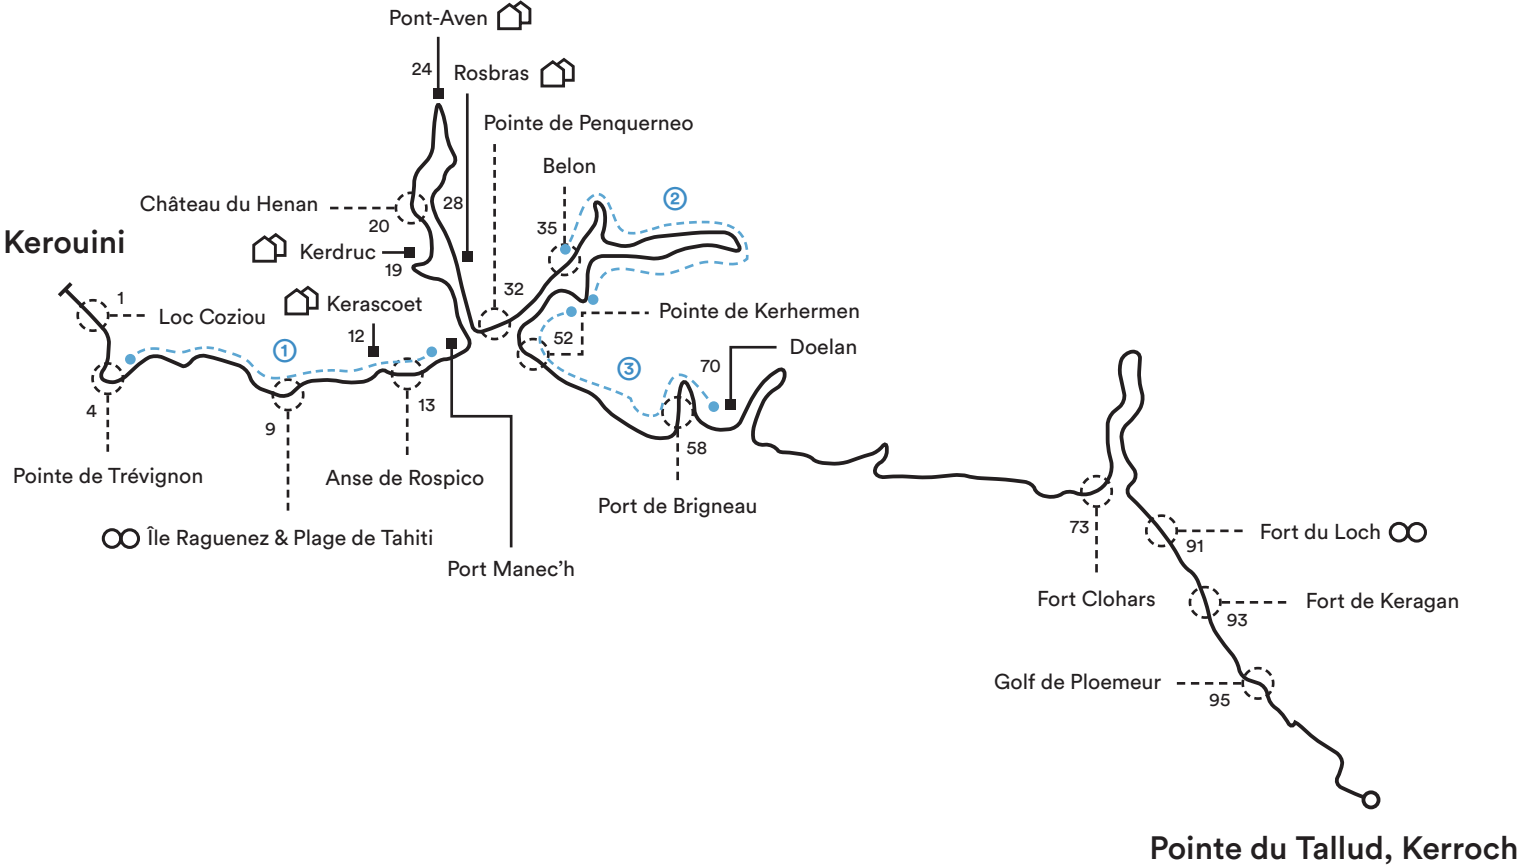 Pont-Aven
24
Rosbras
Pointe de Penquerneo
Belon
Château du Henan
20
28
35
2
Kerouini
Kerdruc
19
1
Loc Coziou
Kerascoet
12
32
Pointe de Kerhermen
52
1
3
70
Doelan
4
9
13
58
Pointe de Trévignon
Anse de Rospico
Port de Brigneau
Île Raguenez & Plage de Tahiti
Port Manec’h
73
91
Fort du Loch
Fort Clohars
93
Fort de Keragan
Golf de Ploemeur
95
Pointe du Tallud, Kerroch